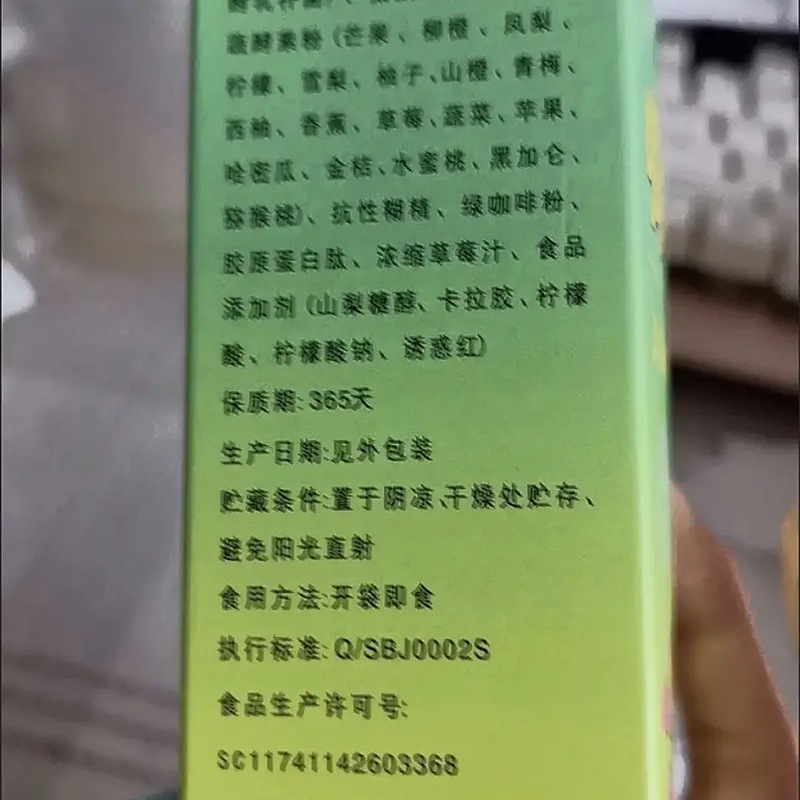 蔬酵素粉(芒果、柳橙、凤梨、
柠檬、雪梨、柚子、山橙、青梅、
西柚、香蕉、草莓、蔬菜、苹果、
哈密瓜、金桔、水蜜桃、黑加仑、
猕猴桃)、抗性糊精、绿咖啡粉、
胶原蛋白肽、浓缩草莓汁、食品
添加剂(山梨糖醇、卡拉胶、柠檬
酸、柠檬酸钠、诱惑红)
保质期:365天
生产日期:见外包装
贮藏条件:置于阴凉、干燥处贮存、
避免阳光直射
食用方法:开袋即食
执行标准:Q/SBJ0002S
食品生产许可号:
SC11741142603368